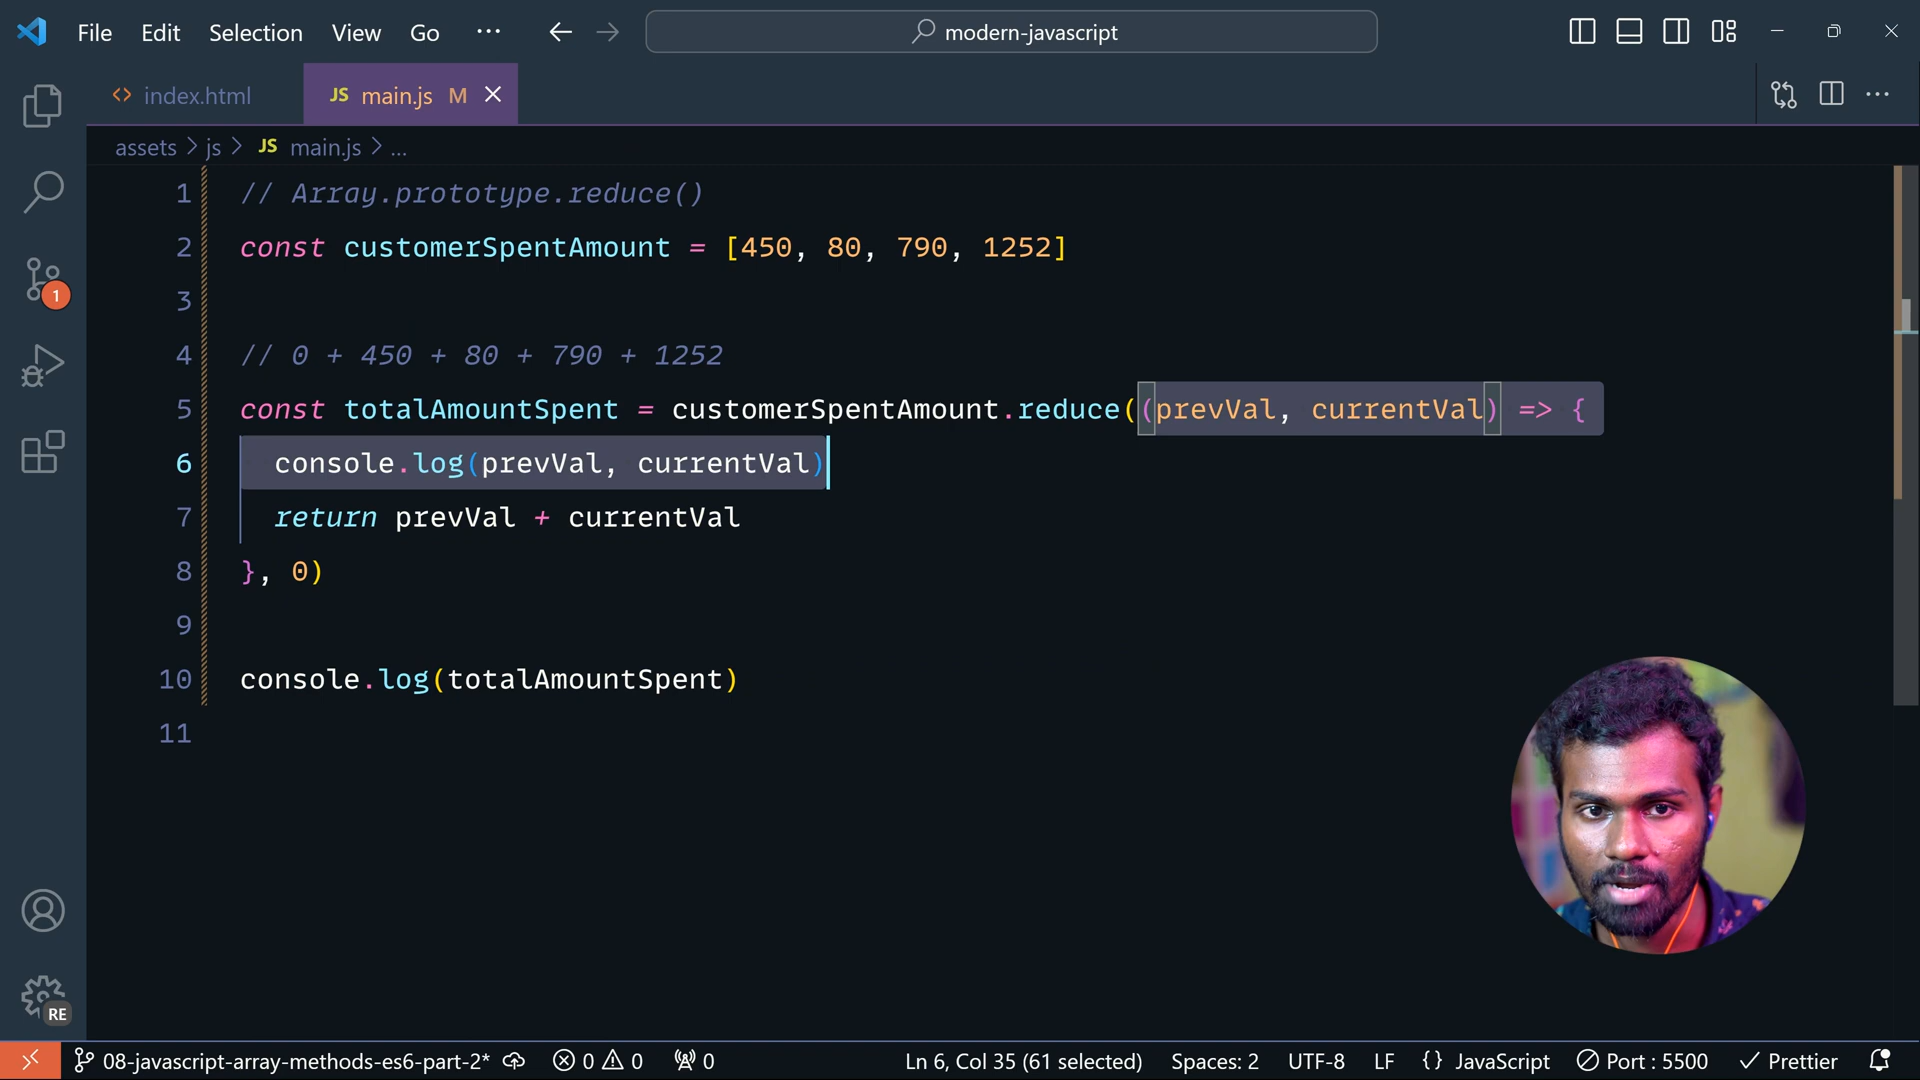 File Edit Selection View Go ··· modern-javascript
index.html JS main.js M
assets > js > JS main.js > ...
1 // Array.prototype.reduce()
2 const customerSpentAmount = [450, 80, 790, 1252]
3
4 // 0 + 450 + 80 + 790 + 1252
5 const totalAmountSpent = customerSpentAmount.reduce((prevVal, currentVal) => {
6 console.log(prevVal, currentVal)
7 return prevVal + currentVal
8 }, 0)
9
10 console.log(totalAmountSpent)
11
1
RE
08-javascript-array-methods-es6-part-2* 0 0 0 Ln 6, Col 35 (61 selected) Spaces: 2 UTF-8 LF {} JavaScript Port : 5500 Prettier